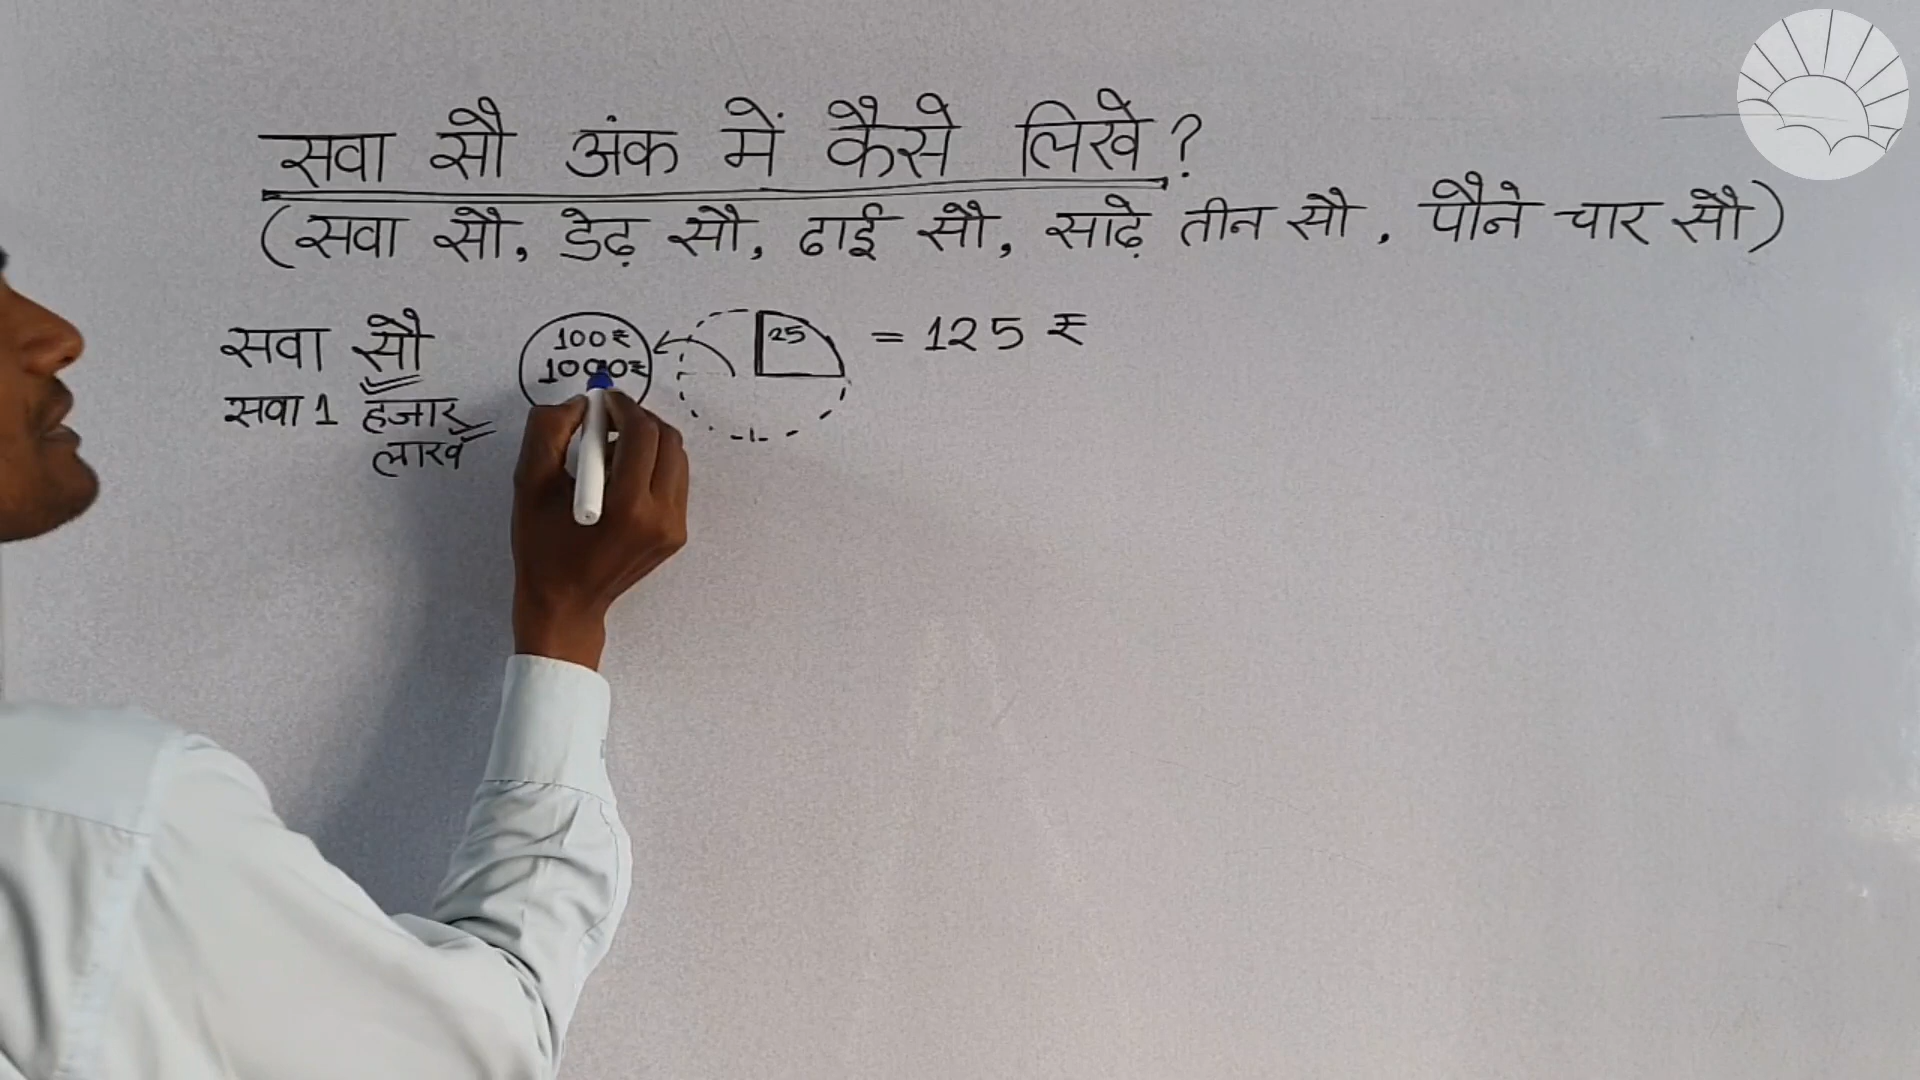 सवा सौ अंक में कैसे लिखे ?
(सवा सौ, डेढ़ सौ, ढाई सौ, साढ़े तीन सौ, पौने चार सौ)
सवा सौ 100₹ 25 = 125 ₹
1000₹
सवा 1 हजार
लाख